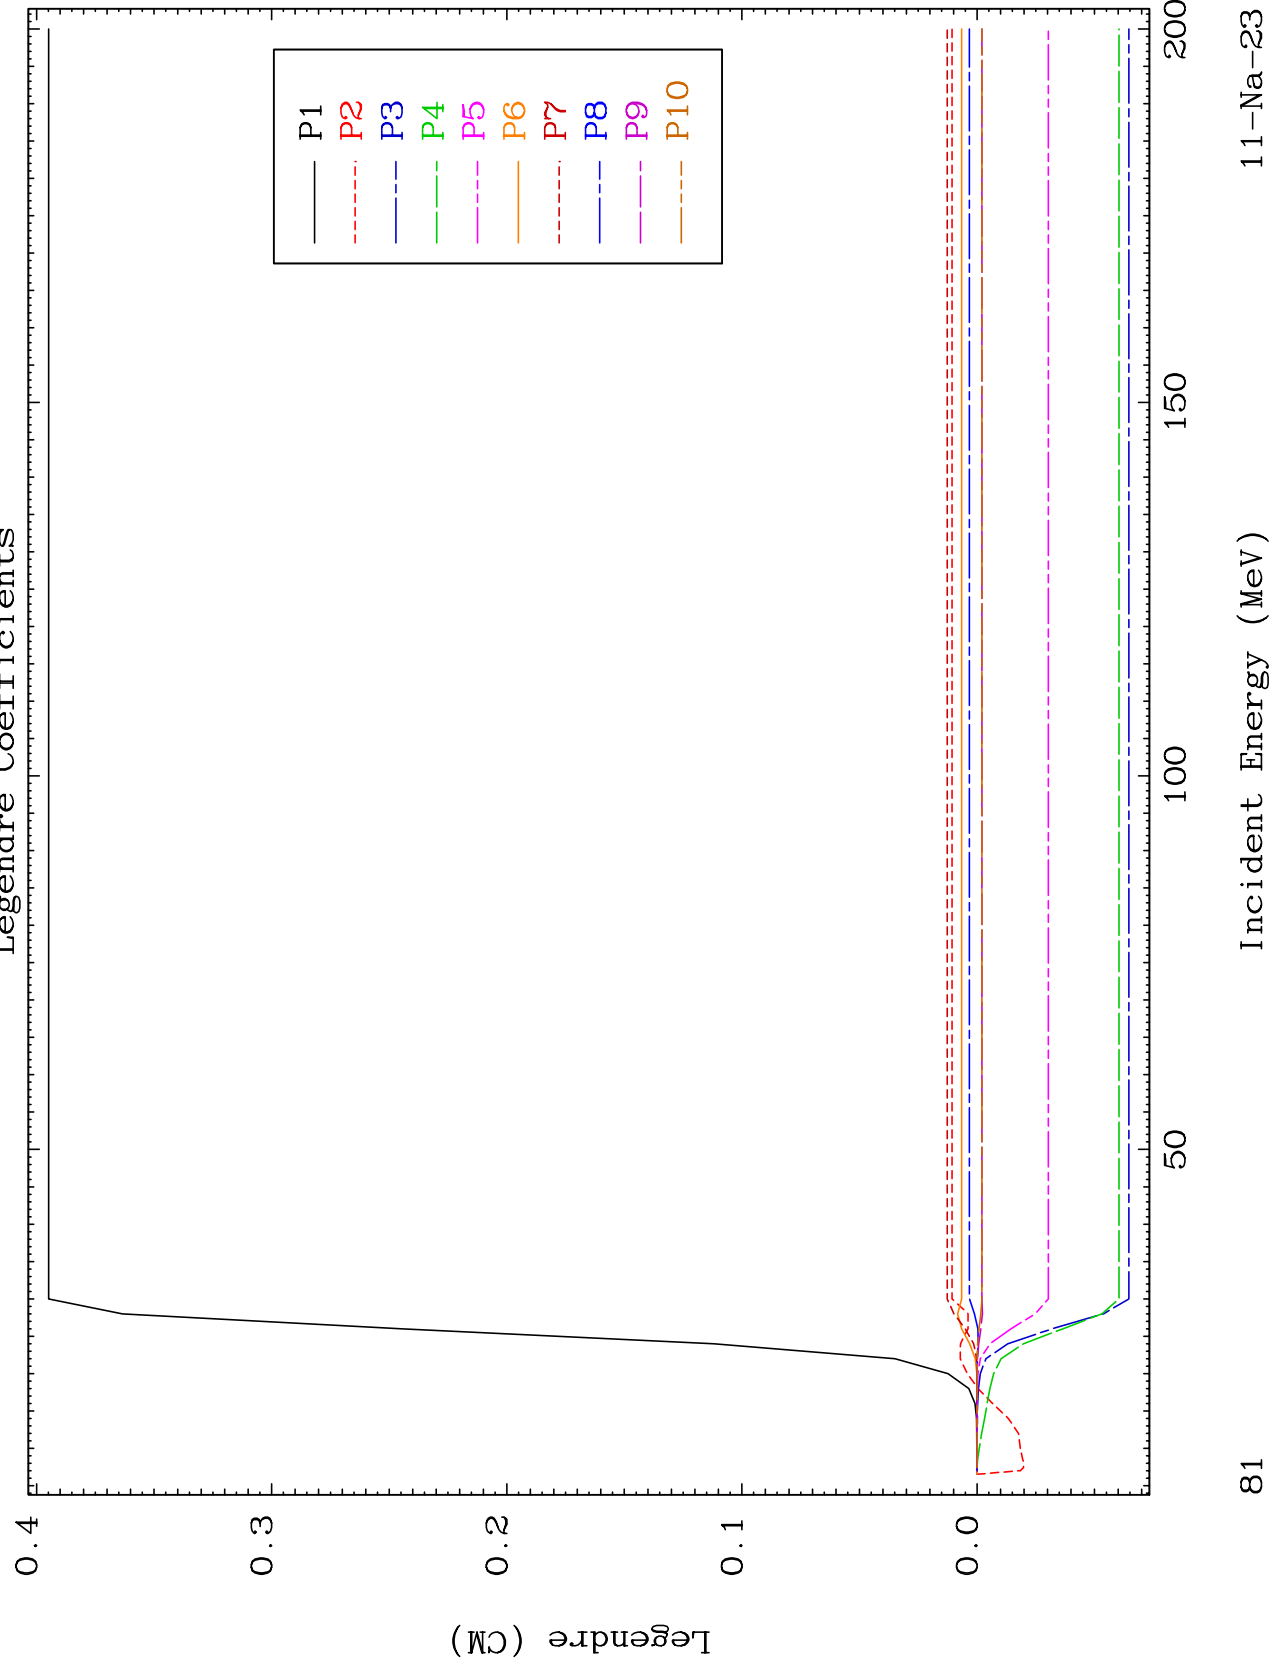 Legendre Coefficients
P1
P2
P3
P4
P5
P6
P7
P8
P9
P10
Legendre (CM)
0.4
0.3
0.2
0.1
0.0
50
100
150
200
Incident Energy (MeV)
81
11-Na-23